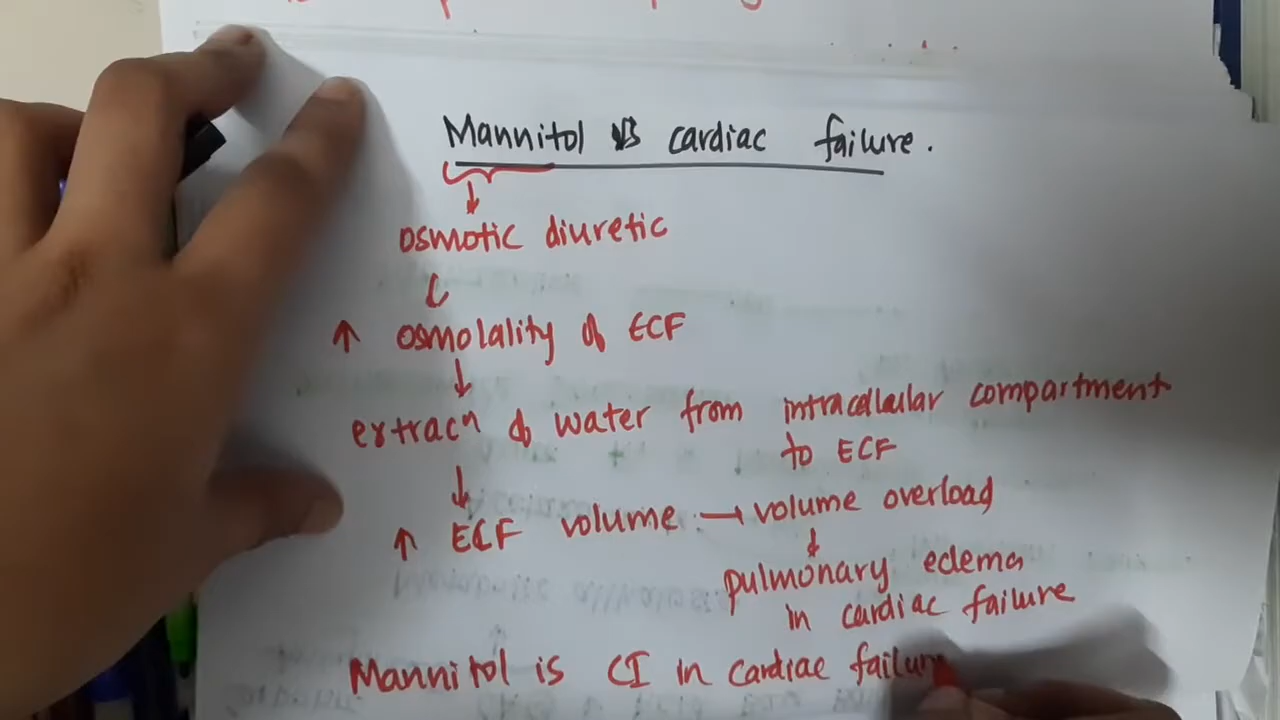 Mannitol VS cardiac failure.
osmotic diuretic
↑ osmolality of ECF
extracn of water from intracellular compartment
to ECF
↑ ECF volume → volume overload
pulmonary edema
in cardiac failure
Mannitol is CI in cardiac failure